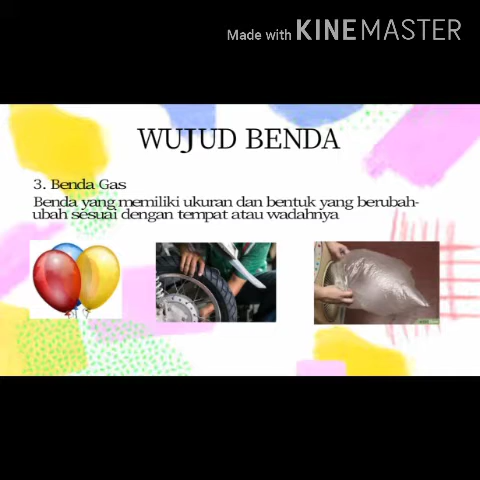 Made with KINEMASTER
WUJUD BENDA
3. Benda Gas
Benda yang memiliki ukuran dan bentuk yang berubah-
ubah sesuai dengan tempat atau wadahnya